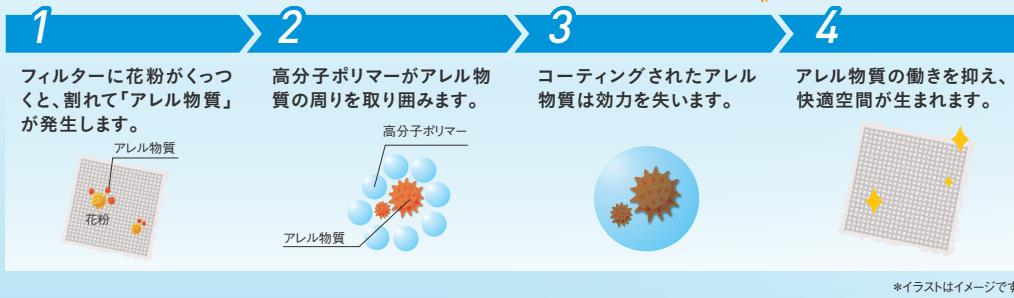 1
フィルターに花粉がくっつ
くと、割れて「アレル物質」
が発生します。
アレル物質
花粉
2
高分子ポリマーがアレル物
質の周りを取り囲みます。
高分子ポリマー
アレル物質
3
コーティングされたアレル
物質は効力を失います。
4
アレル物質の働きを抑え、
快適空間が生まれます。
*イラストはイメージです